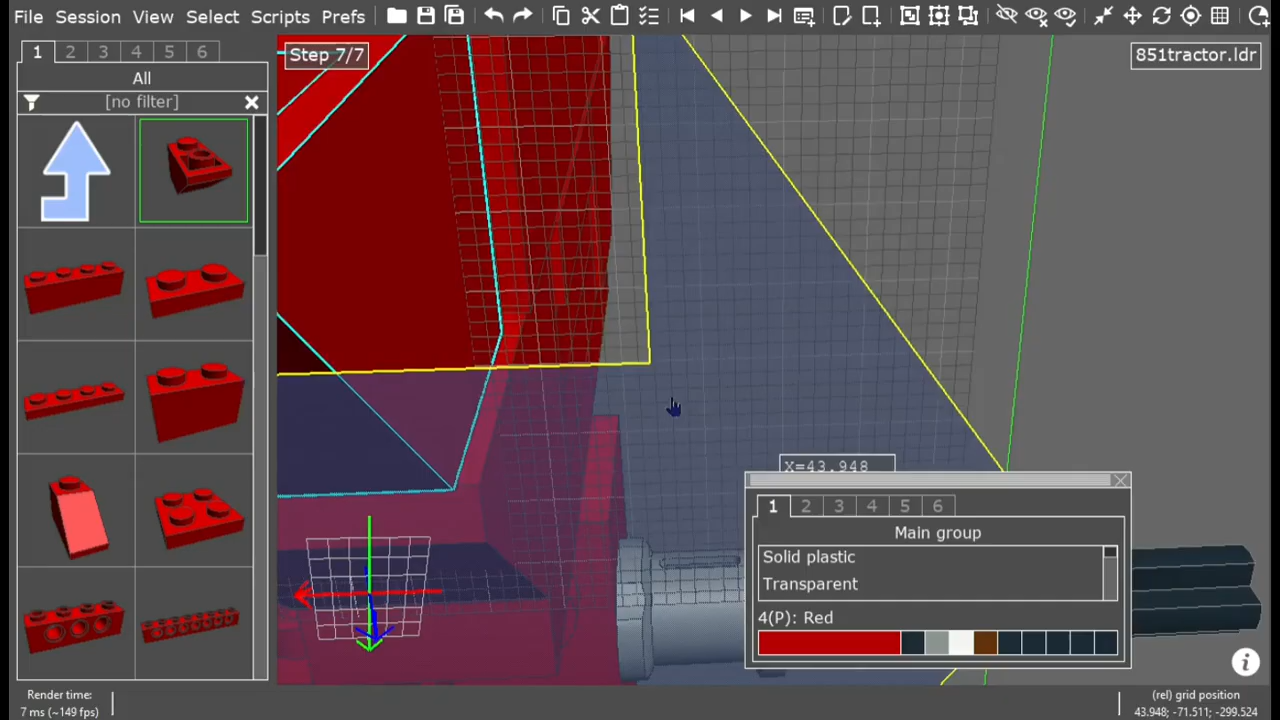 File Session View Select Scripts Prefs
1 2 3 4 5 6
All
[no filter]
Step 7/7
851tractor.ldr
X=43.948
1 2 3 4 5 6
Main group
Solid plastic
Transparent
4(P): Red
Render time:
7 ms (~149 fps)
(rel) grid position
43.948; -71.511; -299.524